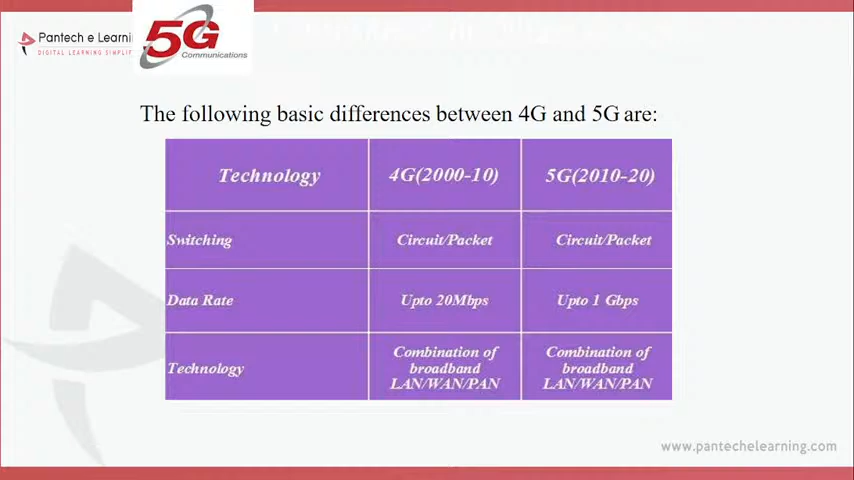 Pantech e Learni
DIGITAL LEARNING SIMPLIF
5G
Communications
The following basic differences between 4G and 5G are:
Technology 4G(2000-10) 5G(2010-20)
Switching Circuit/Packet Circuit/Packet
Data Rate Upto 20Mbps Upto 1 Gbps
Technology Combination of broadband LAN/WAN/PAN Combination of broadband LAN/WAN/PAN
www.pantechelearning.com